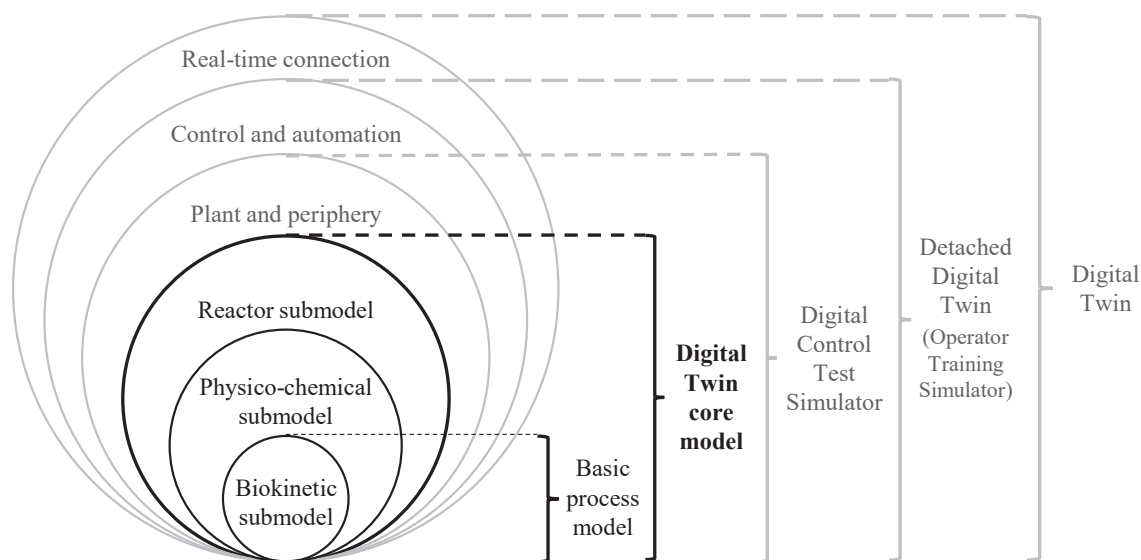 Real-time connection
Control and automation
Plant and periphery
Reactor submodel
Physico-chemical
submodel
Biokinetic
submodel
Basic
process
model
Digital
Twin
core
model
Digital
Control
Test
Simulator
Detached
Digital
Twin
(Operator
Training
Simulator)
Digital
Twin